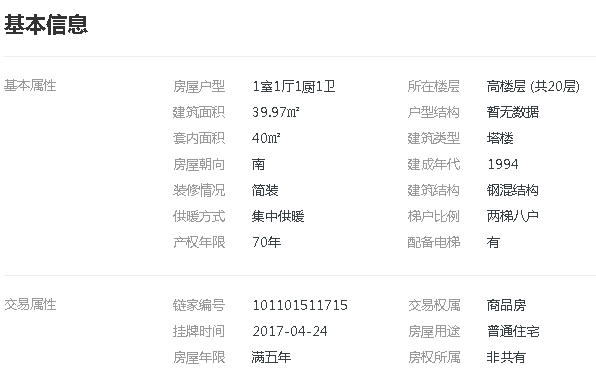 基本信息
基本属性 房屋户型 1室1厅1厨1卫 所在楼层 高楼层 (共20层)
建筑面积 39.97㎡ 户型结构 暂无数据
套内面积 40㎡ 建筑类型 塔楼
房屋朝向 南 建成年代 1994
装修情况 简装 建筑结构 钢混结构
供暖方式 集中供暖 梯户比例 两梯八户
产权年限 70年 配备电梯 有
交易属性 链家编号 101101511715 交易权属 商品房
挂牌时间 2017-04-24 房屋用途 普通住宅
房屋年限 满五年 房权所属 非共有